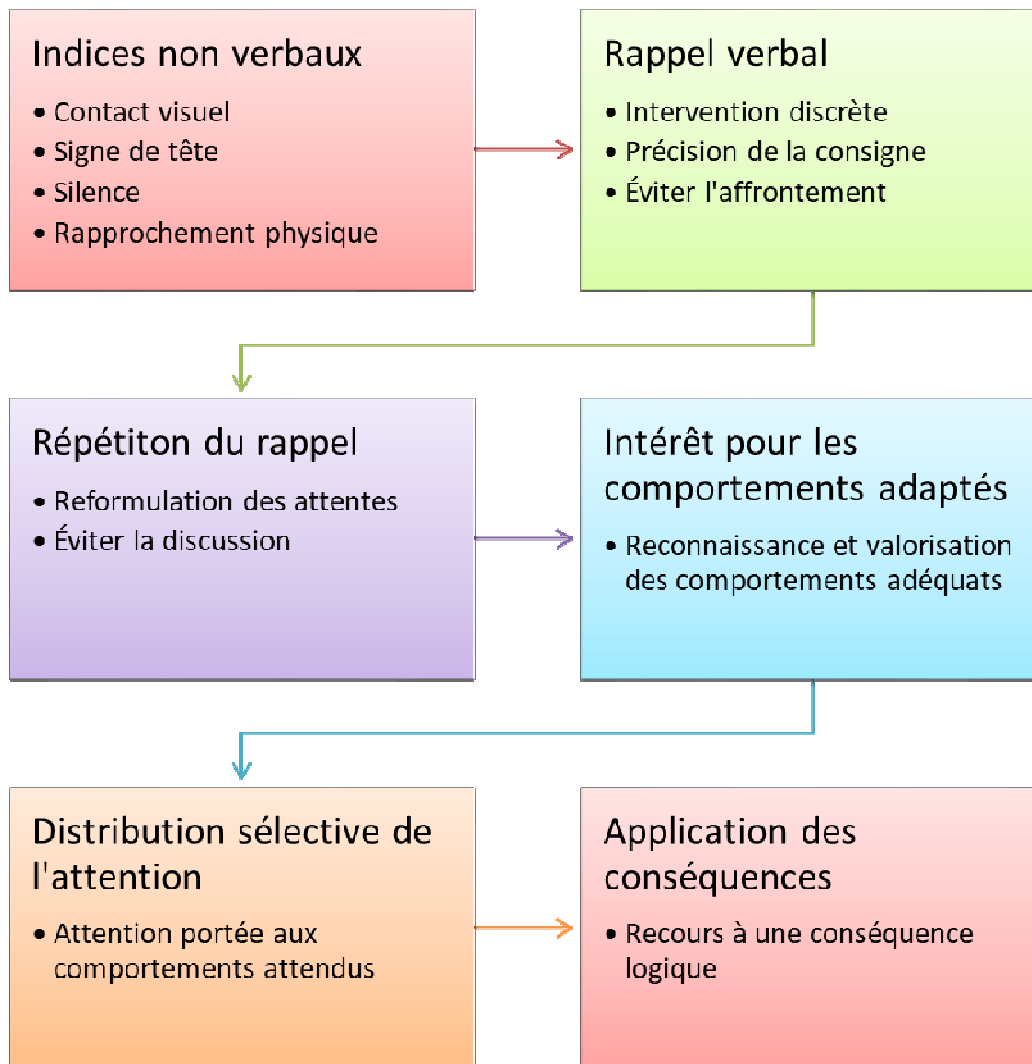 Indices non verbaux
• Contact visuel
• Signe de tête
• Silence
• Rapprochement physique
Rappel verbal
• Intervention discrète
• Précision de la consigne
• Éviter l'affrontement
Répétiton du rappel
• Reformulation des attentes
• Éviter la discussion
Intérêt pour les
comportements adaptés
• Reconnaissance et valorisation
des comportements adéquats
Distribution sélective de
l'attention
• Attention portée aux
comportements attendus
Application des
conséquences
• Recours à une conséquence
logique